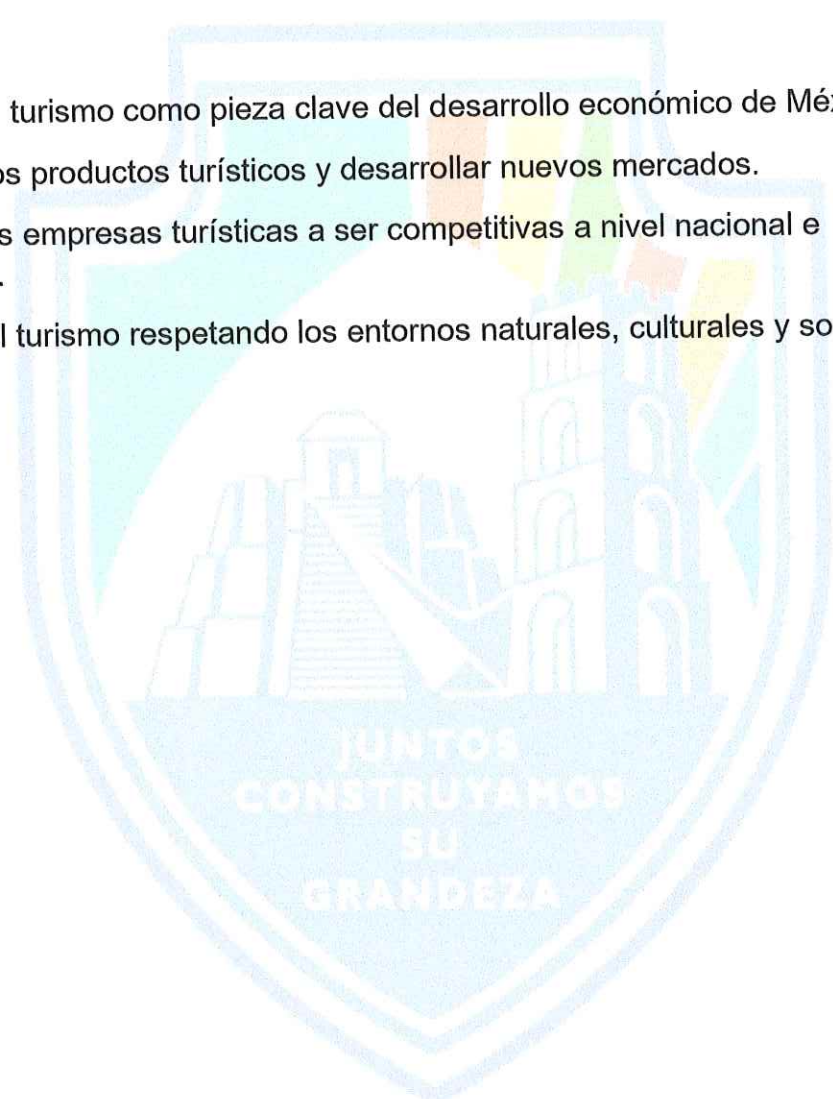 turismo como pieza clave del desarrollo económico de Méx
os productos turísticos y desarrollar nuevos mercados.
s empresas turísticas a ser competitivas a nivel nacional e
.
l turismo respetando los entornos naturales, culturales y so
JUNTOS
CONSTRUYAMOS
SU
GRANDEZA